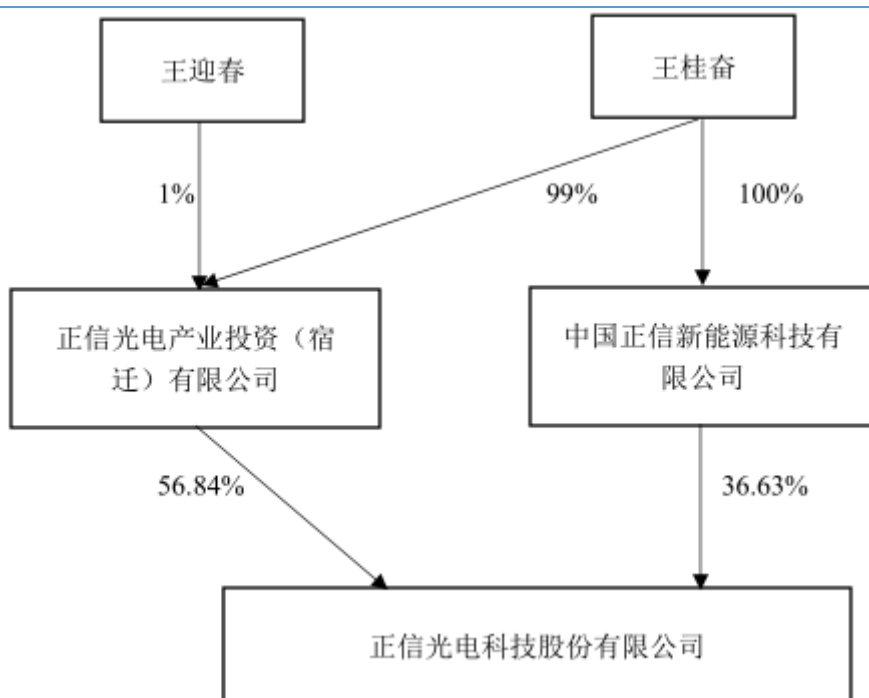 王迎春
王桂奋
1%
99%
100%
正信光电产业投资（宿
迁）有限公司
中国正信新能源科技有
限公司
56.84%
36.63%
正信光电科技股份有限公司